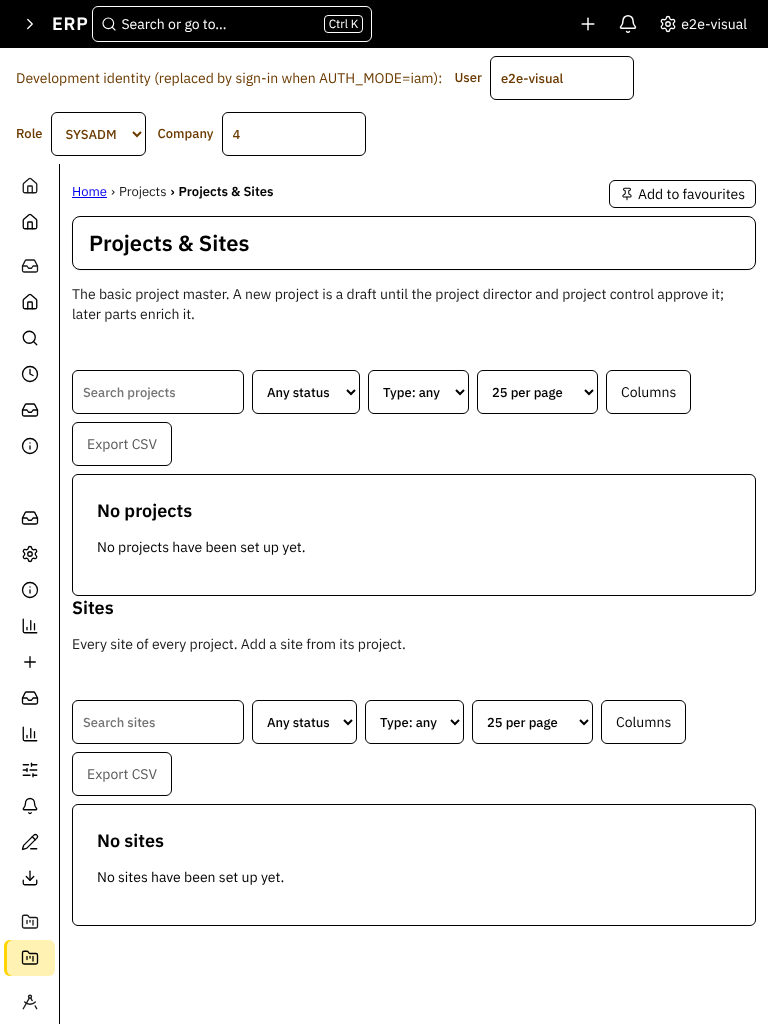 ERP Search or go to... Ctrl K e2e-visual
Development identity (replaced by sign-in when AUTH_MODE=iam): User e2e-visual
Role SYSADM Company 4
Home › Projects › Projects & Sites Add to favourites
Projects & Sites
The basic project master. A new project is a draft until the project director and project control approve it;
later parts enrich it.
Search projects Any status Type: any 25 per page Columns
Export CSV
No projects
No projects have been set up yet.
Sites
Every site of every project. Add a site from its project.
Search sites Any status Type: any 25 per page Columns
Export CSV
No sites
No sites have been set up yet.